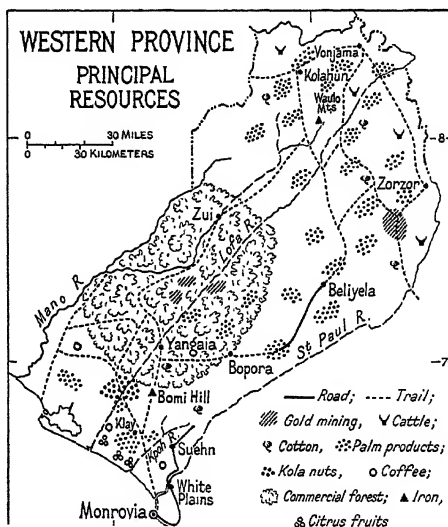 WESTERN PROVINCE
PRINCIPAL
RESOURCES
0 30 MILES
0 30 KILOMETERS
Vonjama
Kolahun
Waulo
Mts
8
Zorzor
Zui
Lofa R.
Mano R.
Beliyela
St Paul R.
Yangaia
Bopora
7
Bomi Hill
Klay
Kpoh R.
Suehn
White
Plains
Monrovia
Road; Trail;
Gold mining, Cattle;
Cotton, Palm products;
Kola nuts, Coffee;
Commercial forest; Iron,
Citrus fruits